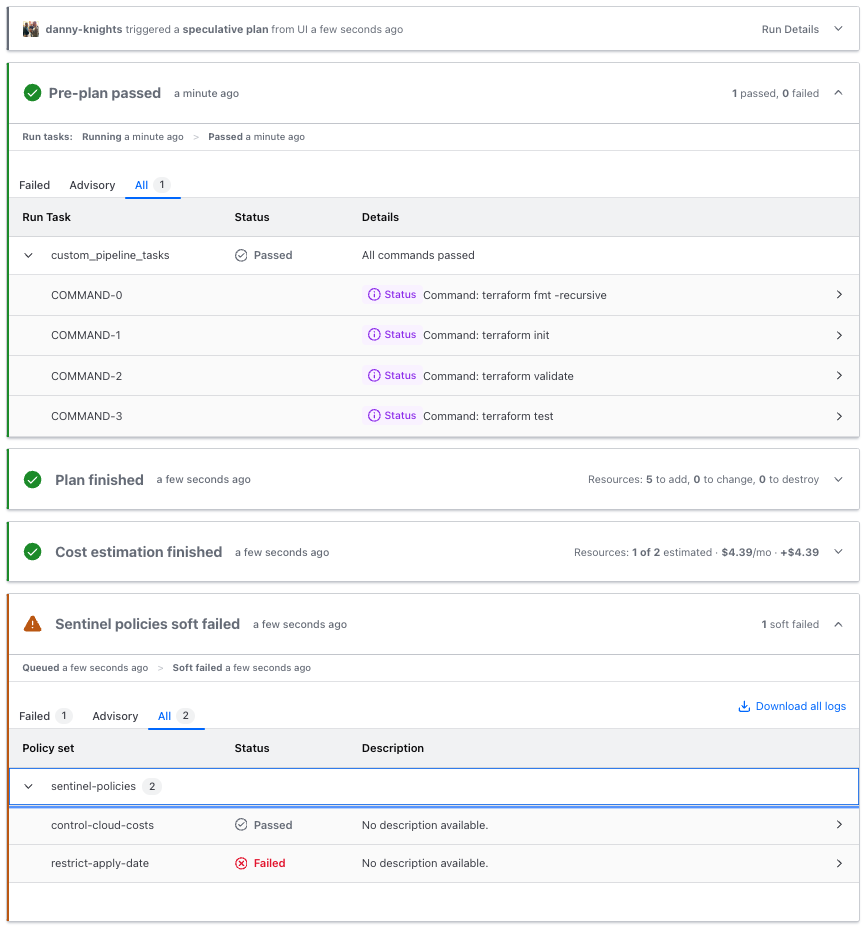 danny-knights triggered a speculative plan from UI a few seconds ago Run Details
Pre-plan passed a minute ago 1 passed, 0 failed
Run tasks: Running a minute ago > Passed a minute ago
Failed Advisory All 1
Run Task Status Details
custom_pipeline_tasks Passed All commands passed
COMMAND-0 Status Command: terraform fmt -recursive
COMMAND-1 Status Command: terraform init
COMMAND-2 Status Command: terraform validate
COMMAND-3 Status Command: terraform test
Plan finished a few seconds ago Resources: 5 to add, 0 to change, 0 to destroy
Cost estimation finished a few seconds ago Resources: 1 of 2 estimated · $4.39/mo · +$4.39
Sentinel policies soft failed a few seconds ago 1 soft failed
Queued a few seconds ago > Soft failed a few seconds ago
Failed 1 Advisory All 2 Download all logs
Policy set Status Description
sentinel-policies 2
control-cloud-costs Passed No description available.
restrict-apply-date Failed No description available.